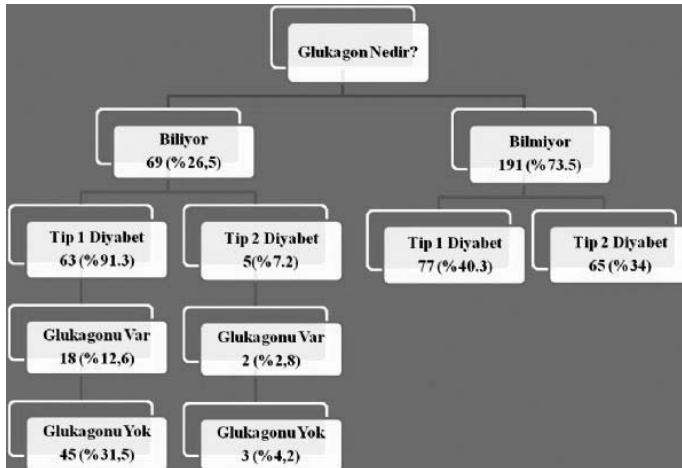 Glukagon Nedir?
Biliyor
69 (%26,5)
Bilmiyor
191 (%73.5)
Tip 1 Diyabet
63 (%91.3)
Tip 2 Diyabet
5(%7.2)
Tip 1 Diyabet
77 (%40.3)
Tip 2 Diyabet
65 (%34)
Glukagonu Var
18 (%12,6)
Glukagonu Var
2 (%2,8)
Glukagonu Yok
45 (%31,5)
Glukagonu Yok
3 (%4,2)